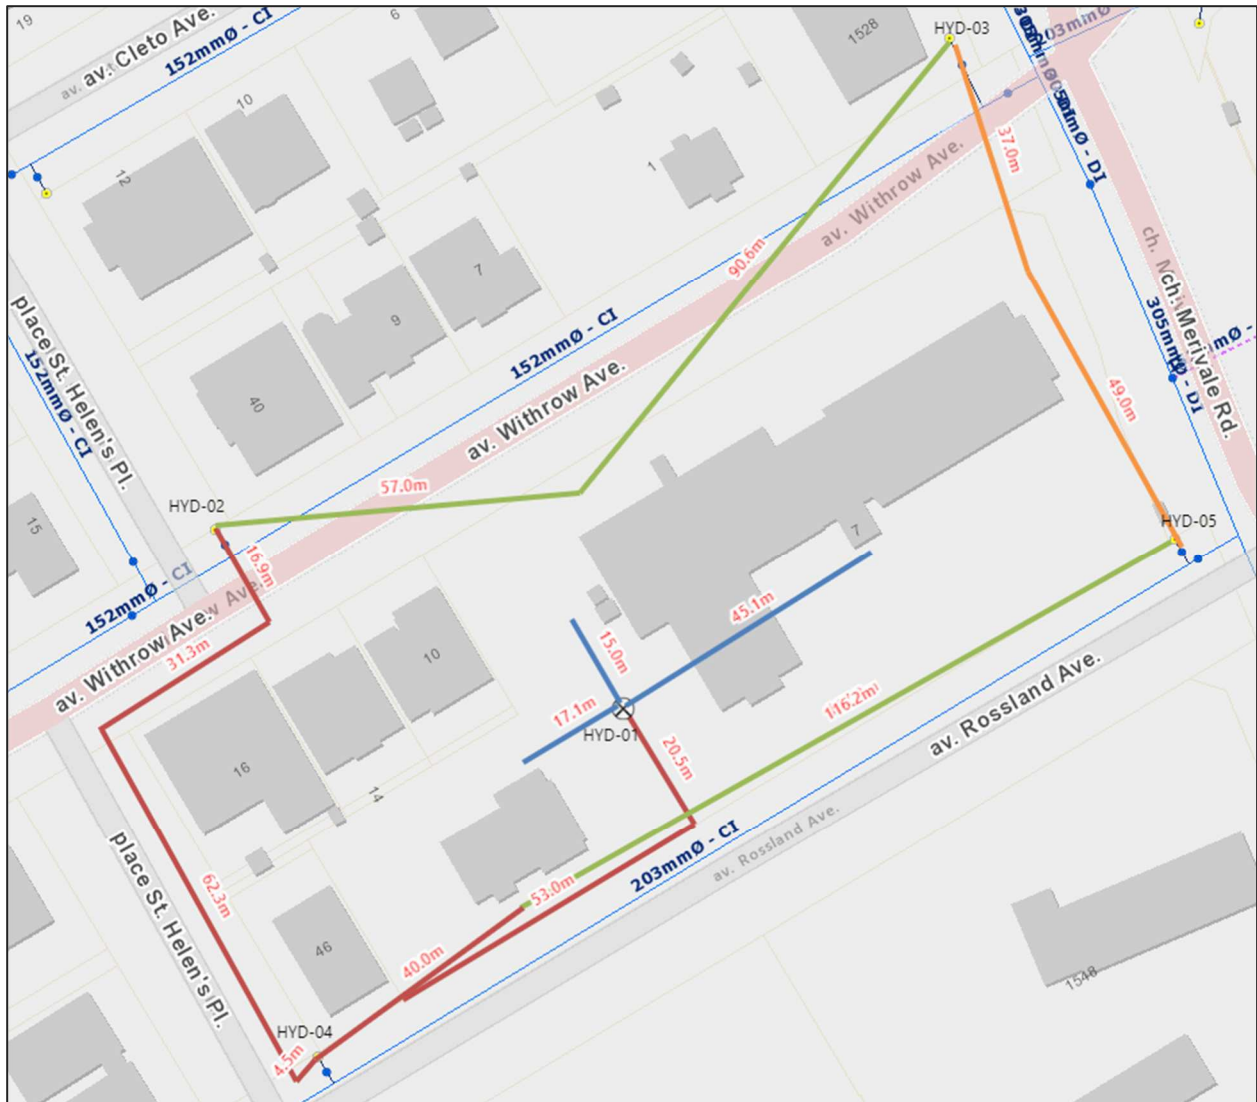 19
av. Cleto Ave.
av. Cleto Ave.
152mmØ - CI
6
1528
HYD-03
305mmØ - DI
10
12
37.0m
1
av. Withrow Ave.
90.6m
7
9
40
152mmØ - CI
av. Withrow Ave.
place St. Helen's Pl.
152mmØ - CI
15
ch. Merivale Rd.
305mmØ - DI
49.0m
57.0m
HYD-02
16.9m
HYD-05
7
152mmØ - CI
av. Withrow Ave.
31.3m
10
15.0m
45.1m
17.1m
HYD-01
20.5m
116.2m
av. Rossland Ave.
16
14
203mmØ - CI
av. Rossland Ave.
53.0m
62.3m
place St. Helen's Pl.
46
40.0m
1548
HYD-04
4.5m